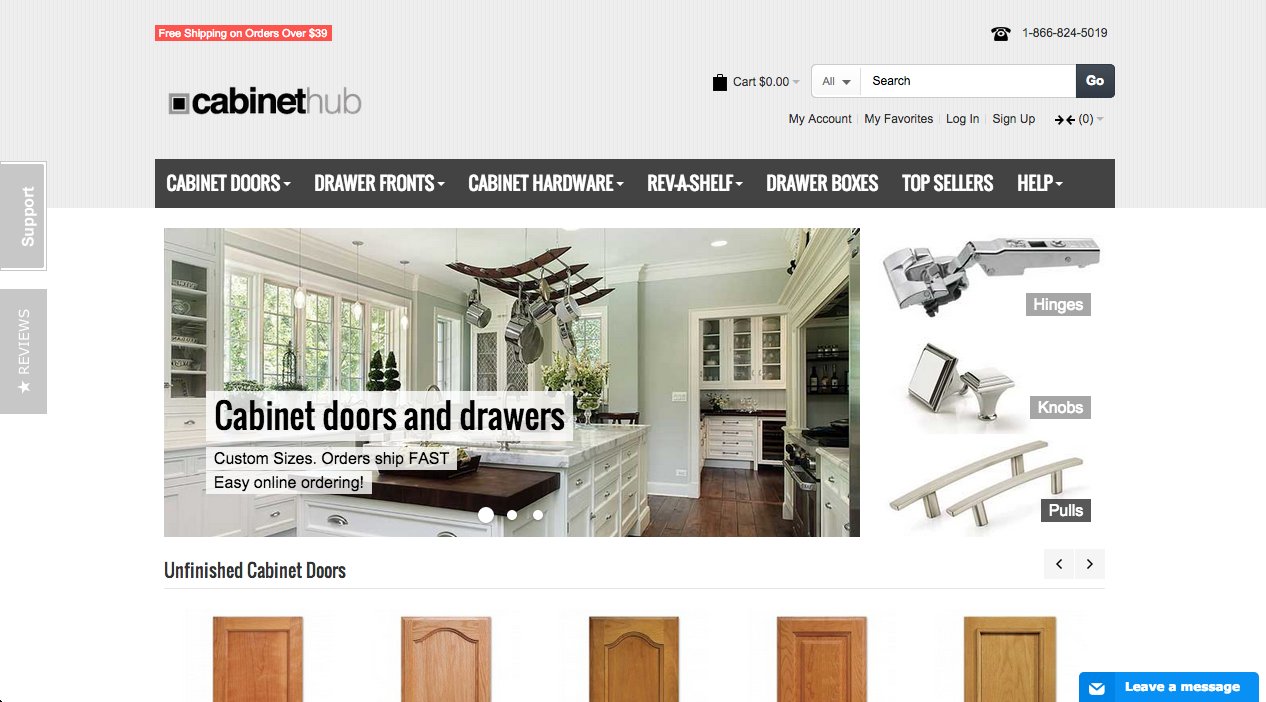 Free Shipping on Orders Over $39
1-866-824-5019
cabinethub
Cart $0.00
All
Search
Go
My Account
My Favorites
Log In
Sign Up
(0)
CABINET DOORS
DRAWER FRONTS
CABINET HARDWARE
REV-A-SHELF
DRAWER BOXES
TOP SELLERS
HELP
Support
★ REVIEWS
Cabinet doors and drawers
Custom Sizes. Orders ship FAST
Easy online ordering!
Hinges
Knobs
Pulls
Unfinished Cabinet Doors
Leave a message